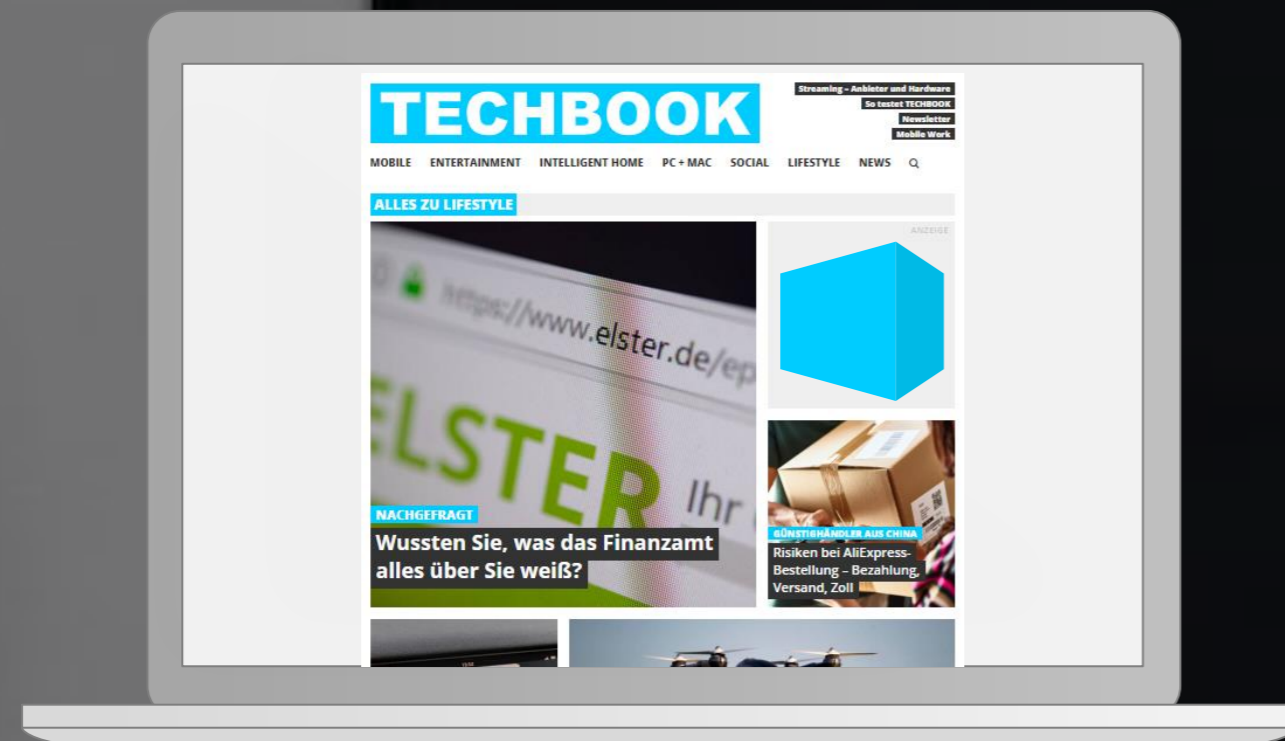 TECHBOOK
Streaming – Anbieter und Hardware
So testet TECHBOOK
Newsletter
Mobile Work
MOBILE ENTERTAINMENT INTELLIGENT HOME PC + MAC SOCIAL LIFESTYLE NEWS
ALLES ZU LIFESTYLE
ANZEIGE
https://www.elster.de/ep
ELSTER Ihr
NACHGEFRAGT
Wussten Sie, was das Finanzamt
alles über Sie weiß?
GÜNSTIGHÄNDLER AUS CHINA
Risiken bei AliExpress-
Bestellung – Bezahlung,
Versand, Zoll